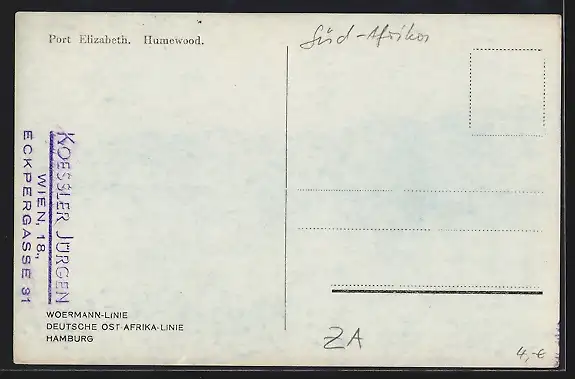 Port Elizabeth. Humewood.
Süd-Afrika
KOESSLER JÜRGEN
WIEN, 18.,
ECKPERGASSE 31
WOERMANN-LINIE
DEUTSCHE OST-AFRIKA-LINIE
HAMBURG
ZA
4,-€